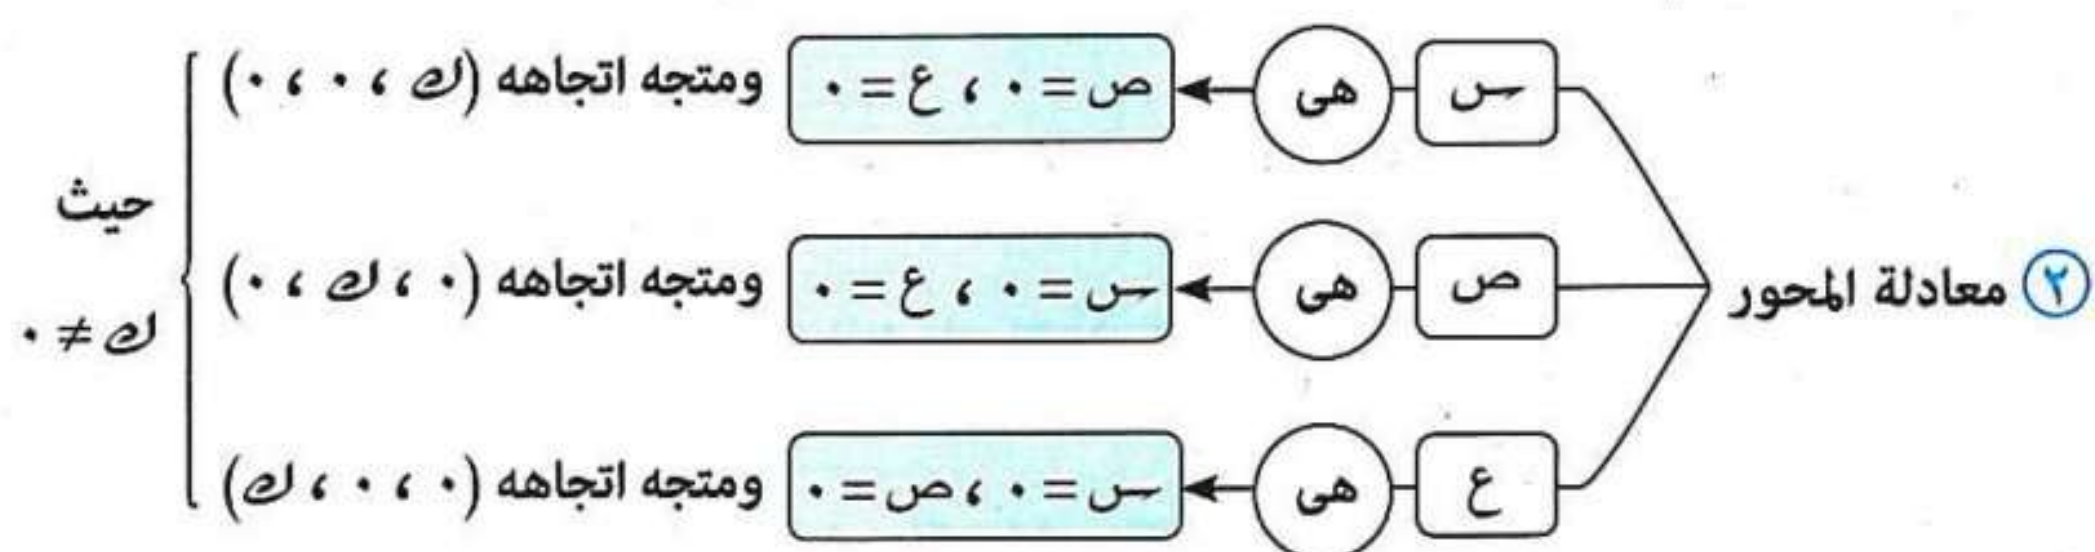 س هى ص = ٠ ، ع = ٠ ومتجه اتجاهه (ك ، ٠ ، ٠)
٢ معادلة المحور ص هى س = ٠ ، ع = ٠ ومتجه اتجاهه (٠ ، ك ، ٠)
ع هى س = ٠ ، ص = ٠ ومتجه اتجاهه (٠ ، ٠ ، ك)
حيث
ك ≠ ٠